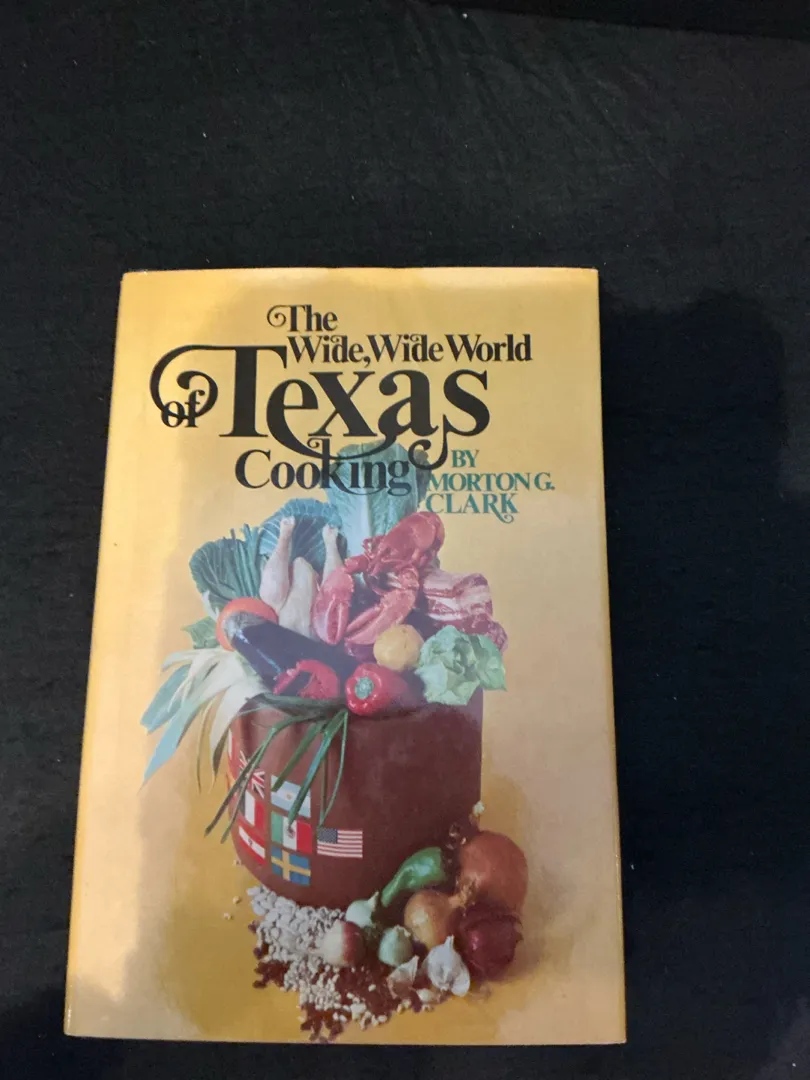 The
Wide, Wide World
of Texas
Cooking
BY
MORTON G.
CLARK